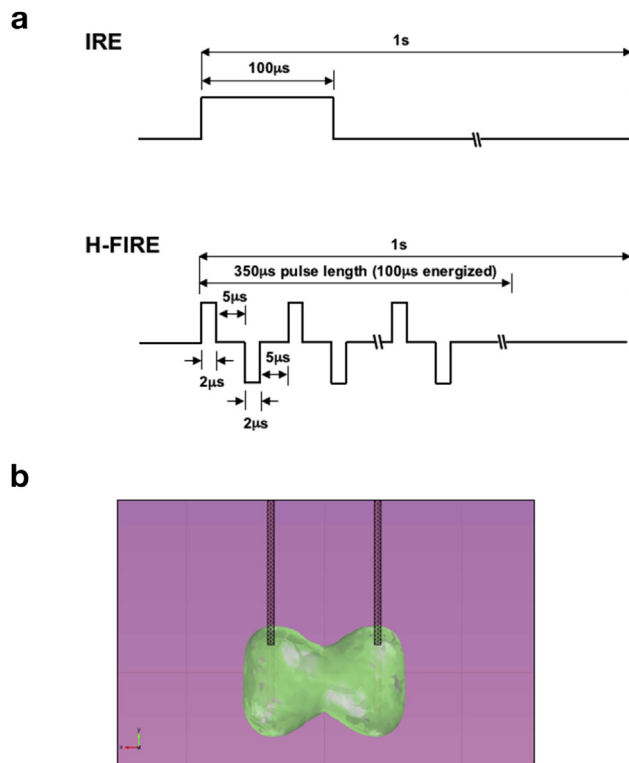 a
IRE
1s
100μs
H-FIRE
1s
350μs pulse length (100μs energized)
5μs
5μs
2μs
2μs
b
y
x